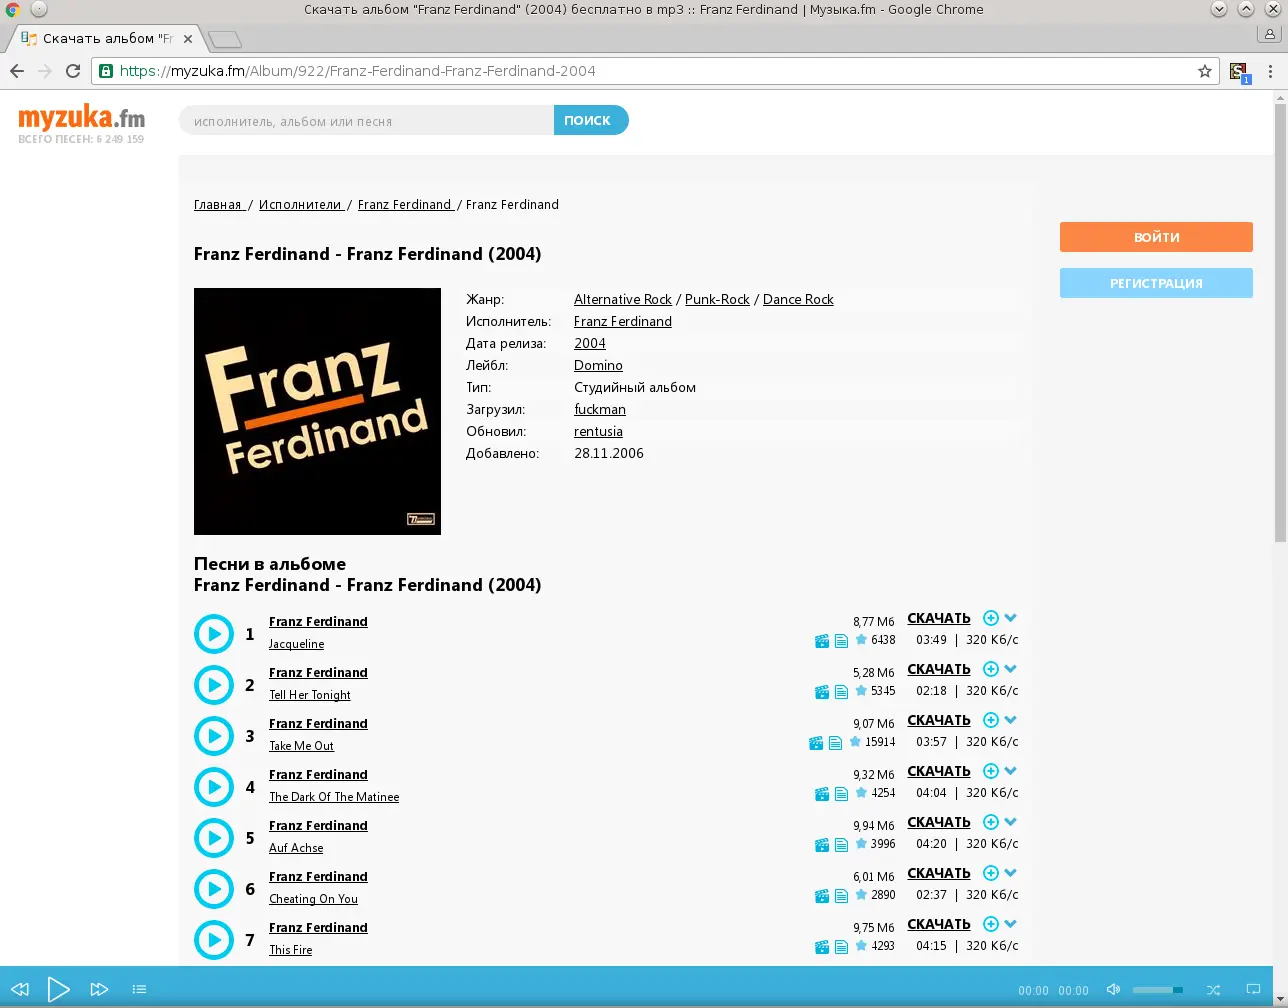 Скачать альбом "Franz Ferdinand" (2004) бесплатно в mp3 :: Franz Ferdinand | Музыка.fm - Google Chrome
Скачать альбом "Fr
https://myzuka.fm/Album/922/Franz-Ferdinand-Franz-Ferdinand-2004
1
myzuka.fm
ВСЕГО ПЕСЕН: 6 249 159
исполнитель, альбом или песня
ПОИСК
Главная / Исполнители / Franz Ferdinand / Franz Ferdinand
ВОЙТИ
РЕГИСТРАЦИЯ
Franz Ferdinand - Franz Ferdinand (2004)
Franz
Ferdinand
Жанр: Alternative Rock / Punk-Rock / Dance Rock
Исполнитель: Franz Ferdinand
Дата релиза: 2004
Лейбл: Domino
Тип: Студийный альбом
Загрузил: fuckman
Обновил: rentusia
Добавлено: 28.11.2006
Песни в альбоме
Franz Ferdinand - Franz Ferdinand (2004)
1 Franz Ferdinand 8,77 Мб СКАЧАТЬ
Jacqueline 6438 03:49 | 320 Кб/с
2 Franz Ferdinand 5,28 Мб СКАЧАТЬ
Tell Her Tonight 5345 02:18 | 320 Кб/с
3 Franz Ferdinand 9,07 Мб СКАЧАТЬ
Take Me Out 15914 03:57 | 320 Кб/с
4 Franz Ferdinand 9,32 Мб СКАЧАТЬ
The Dark Of The Matinee 4254 04:04 | 320 Кб/с
5 Franz Ferdinand 9,94 Мб СКАЧАТЬ
Auf Achse 3996 04:20 | 320 Кб/с
6 Franz Ferdinand 6,01 Мб СКАЧАТЬ
Cheating On You 2890 02:37 | 320 Кб/с
7 Franz Ferdinand 9,75 Мб СКАЧАТЬ
This Fire 4293 04:15 | 320 Кб/с
00:00 00:00